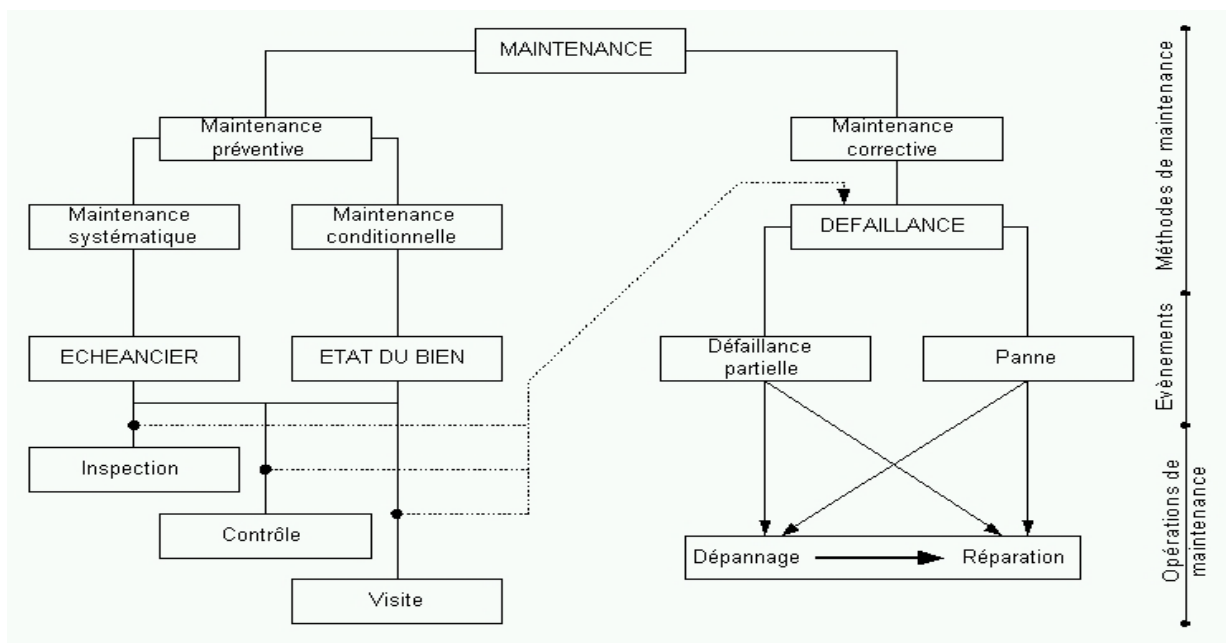 MAINTENANCE
Maintenance
préventive
Maintenance
corrective
Maintenance
systématique
Maintenance
conditionnelle
DEFAILLANCE
ECHEANCIER
ETAT DU BIEN
Défaillance
partielle
Panne
Inspection
Contrôle
Visite
Dépannage
Réparation
Méthodes de maintenance
Evènements
Opérations de
maintenance